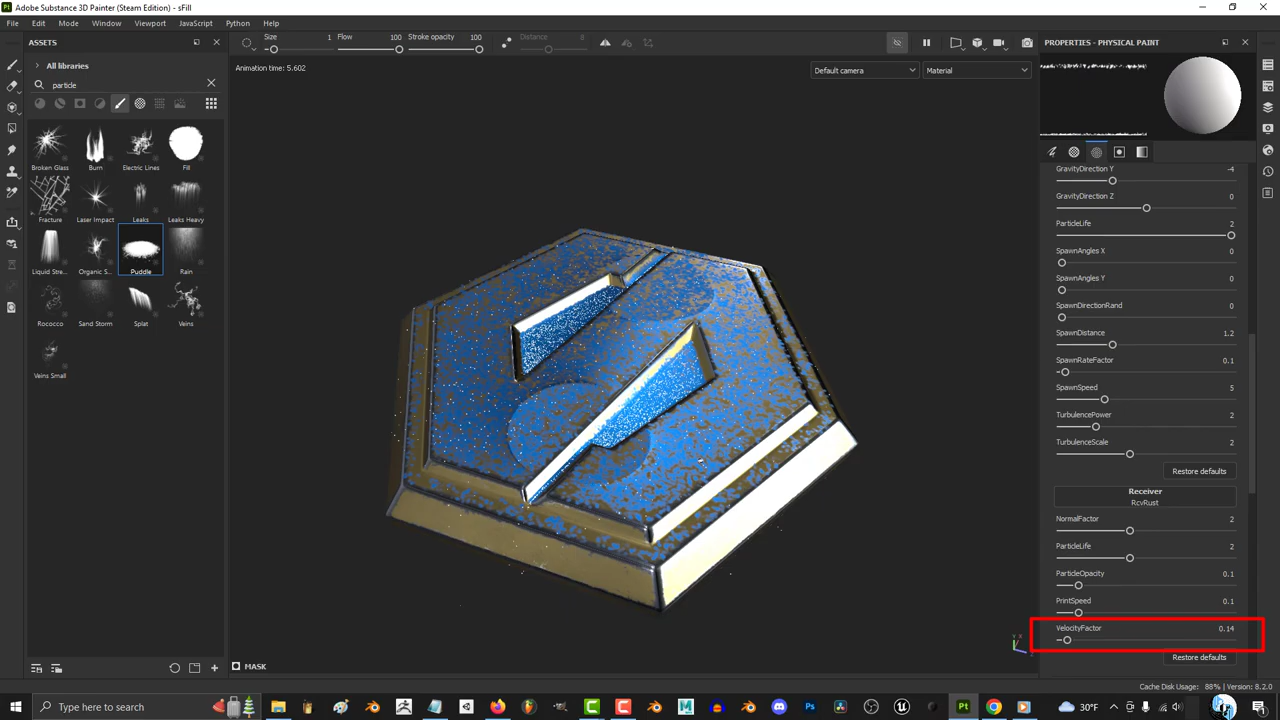 Adobe Substance 3D Painter (Steam Edition) - sFill
File Edit Mode Window Viewport JavaScript Python Help
ASSETS
Size 1 Flow 100 Stroke opacity 100 Distance 8
PROPERTIES - PHYSICAL PAINT
All libraries
particle
Animation time: 5.602
Default camera
Material
Broken Glass Burn Electric Lines Fill
Fracture Laser Impact Leaks Leaks Heavy
Liquid Stre... Organic S... Puddle Rain
Rococco Sand Storm Splat Veins
Veins Small
GravityDirection Y -4
GravityDirection Z 0
ParticleLife 2
SpawnAngles X 0
SpawnAngles Y 0
SpawnDirectionRand 0
SpawnDistance 1.2
SpawnRateFactor 0.1
SpawnSpeed 5
TurbulencePower 2
TurbulenceScale 2
Restore defaults
Receiver
RcvRust
NormalFactor 2
ParticleLife 2
ParticleOpacity 0.1
PrintSpeed 0.1
VelocityFactor 0.14
Restore defaults
MASK
Cache Disk Usage: 88% | Version: 8.2.0
Type here to search
30°F